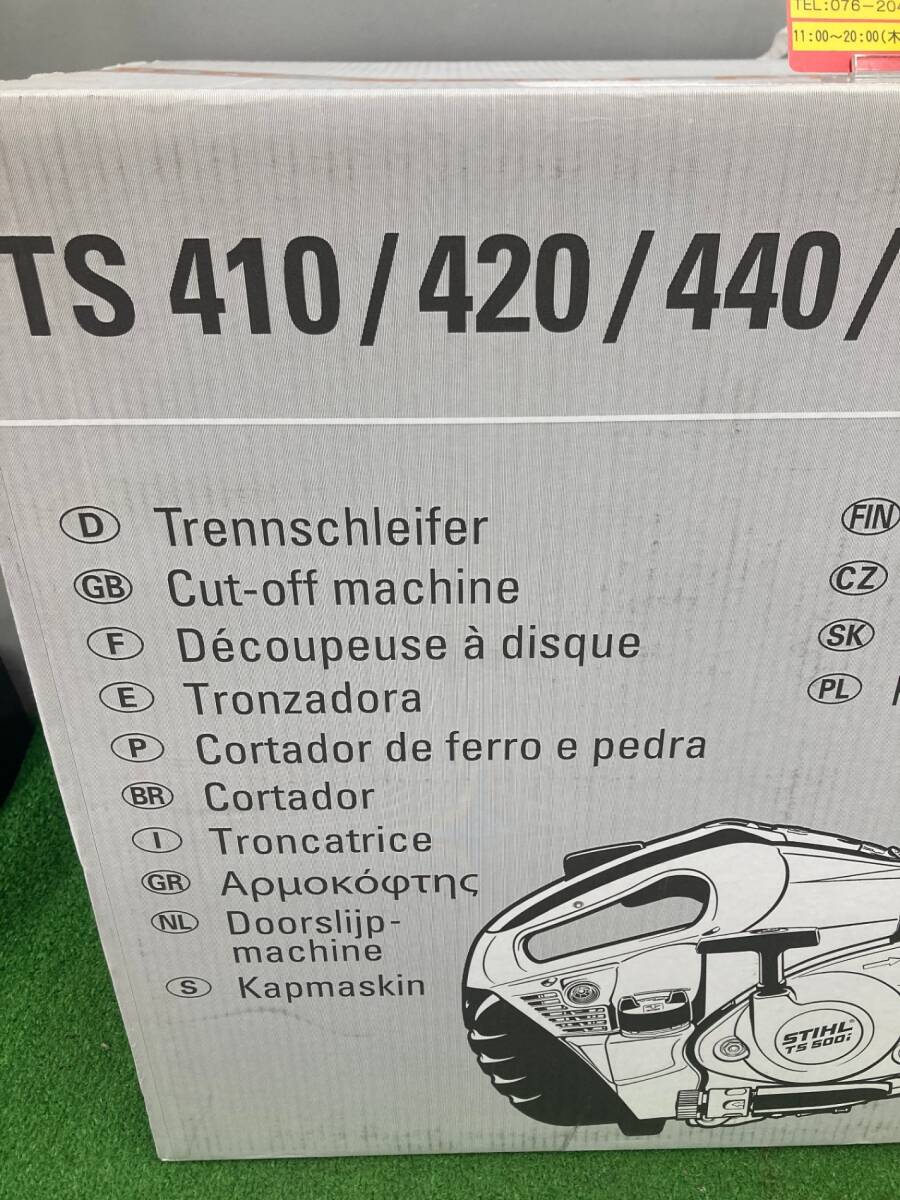 TEL:076-204
11:00~20:00(木
TS 410 / 420 / 440 /
D Trennschleifer
GB Cut-off machine
F Découpeuse à disque
E Tronzadora
P Cortador de ferro e pedra
BR Cortador
I Troncatrice
GR Αρμοκόφτης
NL Doorslijp-
machine
S Kapmaskin
FIN
CZ
SK
PL
STIHL®
TS 500i